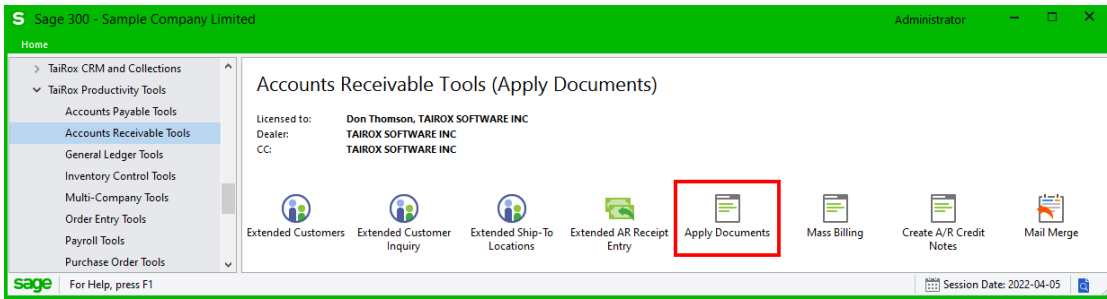 S Sage 300 - Sample Company Limited
Administrator
Home
TaiRox CRM and Collections
TaiRox Productivity Tools
Accounts Payable Tools
Accounts Receivable Tools
General Ledger Tools
Inventory Control Tools
Multi-Company Tools
Order Entry Tools
Payroll Tools
Purchase Order Tools
Accounts Receivable Tools (Apply Documents)
Licensed to: Don Thomson, TAIROX SOFTWARE INC
Dealer: TAIROX SOFTWARE INC
CC: TAIROX SOFTWARE INC
Extended Customers
Extended Customer
Inquiry
Extended Ship-To
Locations
Extended AR Receipt
Entry
Apply Documents
Mass Billing
Create A/R Credit
Notes
Mail Merge
sage For Help, press F1
Session Date: 2022-04-05